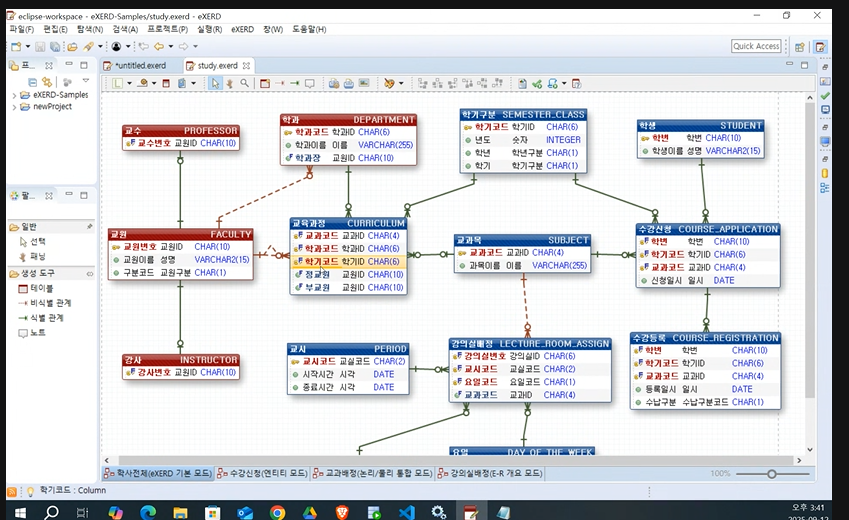 eclipse-workspace - eXERD-Samples/study.exerd - eXERD
파일(F) 편집(E) 탐색(N) 검색(A) 프로젝트(P) 실행(R) eXERD 창(W) 도움말(H)
Quick Access
프...
*untitled.exerd
study.exerd
eXERD-Samples
newProject
팔...
일반
선택
패닝
생성 도구
테이블
비식별 관계
식별 관계
노트
교수 PROFESSOR
교수번호 교원ID CHAR(10)
학과 DEPARTMENT
학과코드 학과ID CHAR(6)
학과이름 이름 VARCHAR(255)
학과장 교원ID CHAR(10)
학기구분 SEMESTER_CLASS
학기코드 학기ID CHAR(6)
년도 숫자 INTEGER
학년 학년구분 CHAR(1)
학기 학기구분 CHAR(1)
학생 STUDENT
학번 학번 CHAR(10)
학생이름 성명 VARCHAR2(15)
교원 FACULTY
교원번호 교원ID CHAR(10)
교원이름 성명 VARCHAR2(15)
구분코드 교원구분 CHAR(1)
교육과정 CURRICULUM
교과코드 교과ID CHAR(4)
학과코드 학과ID CHAR(6)
학기코드 학기ID CHAR(6)
정교원 교원ID CHAR(10)
부교원 교원ID CHAR(10)
교과목 SUBJECT
교과코드 교과ID CHAR(4)
과목이름 이름 VARCHAR(255)
수강신청 COURSE_APPLICATION
학번 학번 CHAR(10)
학기코드 학기ID CHAR(6)
교과코드 교과ID CHAR(4)
신청일시 일시 DATE
강사 INSTRUCTOR
강사번호 교원ID CHAR(10)
교시 PERIOD
교시코드 교실코드 CHAR(2)
시작시간 시각 DATE
종료시간 시각 DATE
강의실배정 LECTURE_ROOM_ASSIGN
강의실번호 강의실ID CHAR(6)
교시코드 교실코드 CHAR(2)
요일코드 요일코드 CHAR(1)
교과코드 교과ID CHAR(4)
수강등록 COURSE_REGISTRATION
학번 학번 CHAR(10)
학기코드 학기ID CHAR(6)
교과코드 교과ID CHAR(4)
등록일시 일시 DATE
수납구분 수납구분코드 CHAR(1)
요일 DAY_OF_THE_WEEK
학사전체(eXERD 기본 모드)
수강신청(엔티티 모드)
교과배정(논리/물리 통합 모드)
강의실배정(E-R 개요 모드)
100%
학기코드 : Column
오후 3:41
2025-09-12